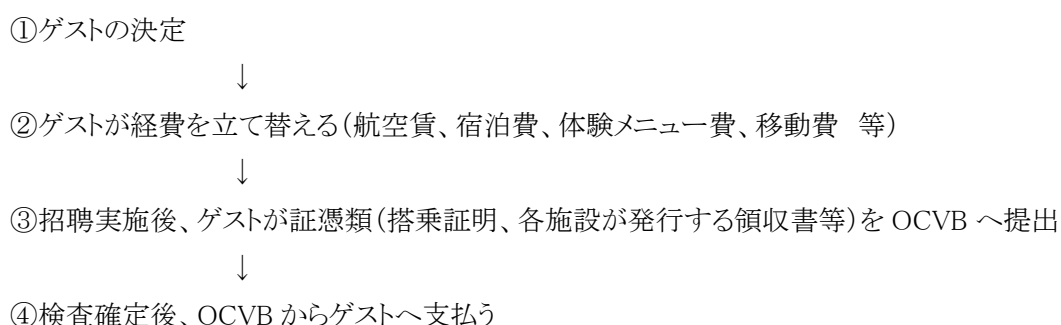 ①ゲストの決定
↓
②ゲストが経費を立て替える(航空賃、宿泊費、体験メニュー費、移動費　等)
↓
③招聘実施後、ゲストが証憑類(搭乗証明、各施設が発行する領収書等)を OCVB へ提出
↓
④検査確定後、OCVB からゲストへ支払う